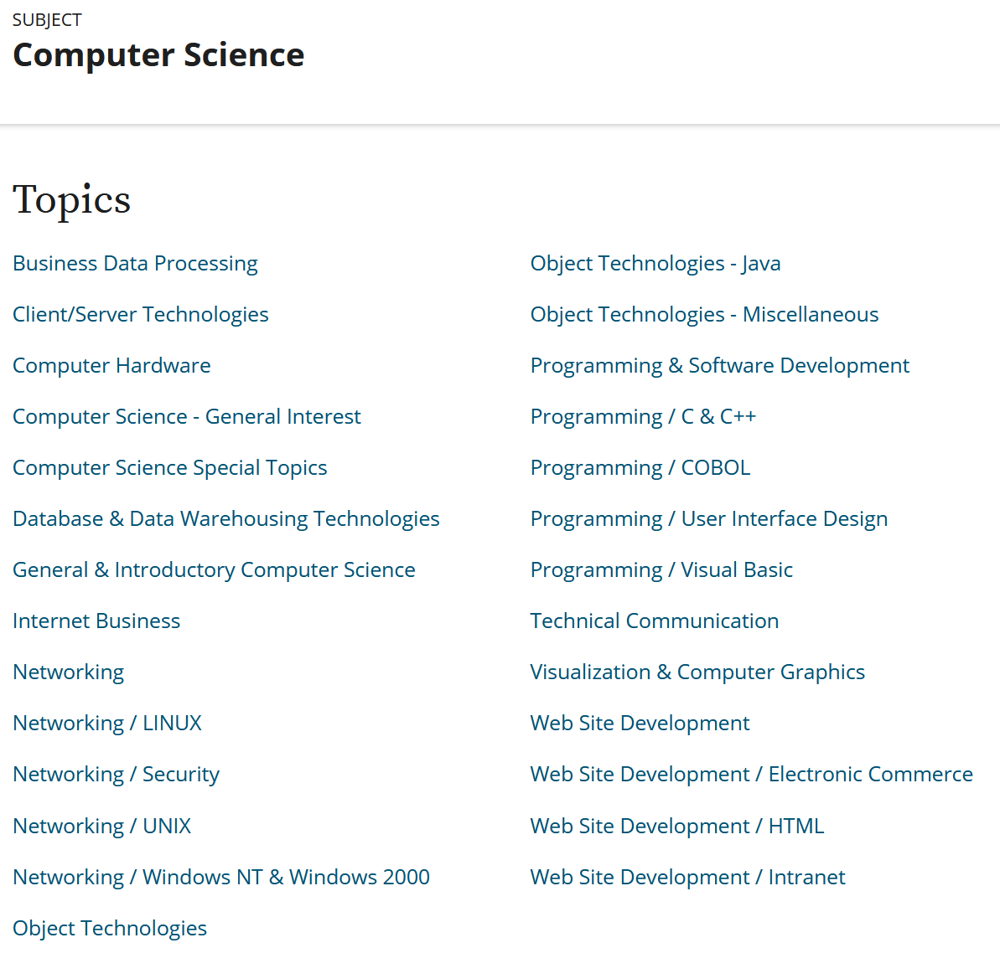 SUBJECT
Computer Science
Topics
Business Data Processing
Client/Server Technologies
Computer Hardware
Computer Science - General Interest
Computer Science Special Topics
Database & Data Warehousing Technologies
General & Introductory Computer Science
Internet Business
Networking
Networking / LINUX
Networking / Security
Networking / UNIX
Networking / Windows NT & Windows 2000
Object Technologies
Object Technologies - Java
Object Technologies - Miscellaneous
Programming & Software Development
Programming / C & C++
Programming / COBOL
Programming / User Interface Design
Programming / Visual Basic
Technical Communication
Visualization & Computer Graphics
Web Site Development
Web Site Development / Electronic Commerce
Web Site Development / HTML
Web Site Development / Intranet